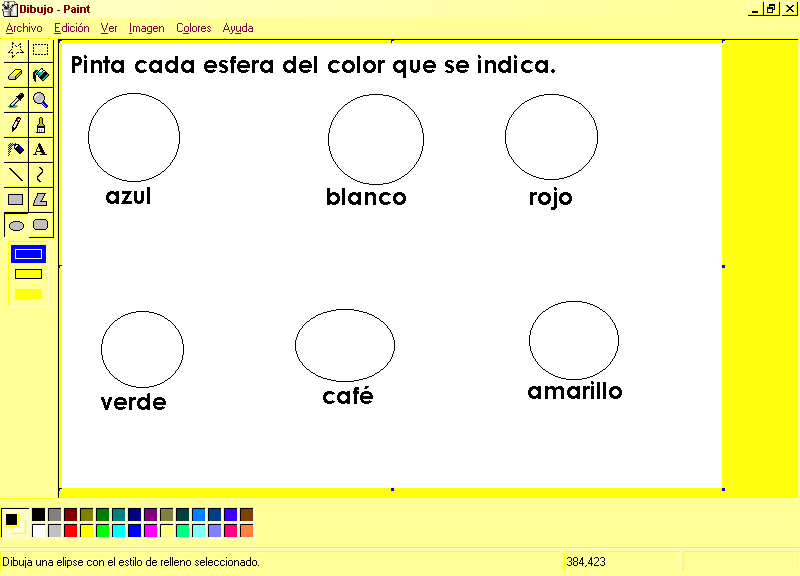 Dibujo - Paint
Archivo Edición Ver Imagen Colores Ayuda
A
Pinta cada esfera del color que se indica.
azul blanco rojo
verde café amarillo
Dibuja una elipse con el estilo de relleno seleccionado. 384,423